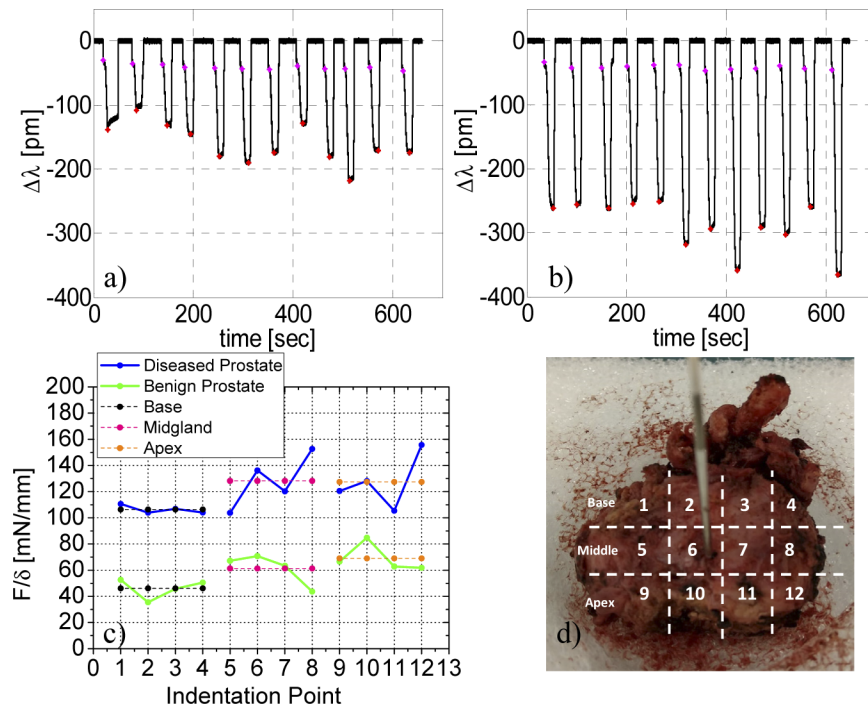 0
-100
-200
-300
-400
Δλ [pm]
0 200 400 600
time [sec]
a)
0
-100
-200
-300
-400
Δλ [pm]
0 200 400 600
time [sec]
b)
Diseased Prostate
Benign Prostate
Base
Midgland
Apex
200
180
160
140
120
100
80
60
40
20
0
F/δ [mN/mm]
0 1 2 3 4 5 6 7 8 9 10 11 12 13
Indentation Point
c)
Base 1 2 3 4
Middle 5 6 7 8
Apex 9 10 11 12
d)